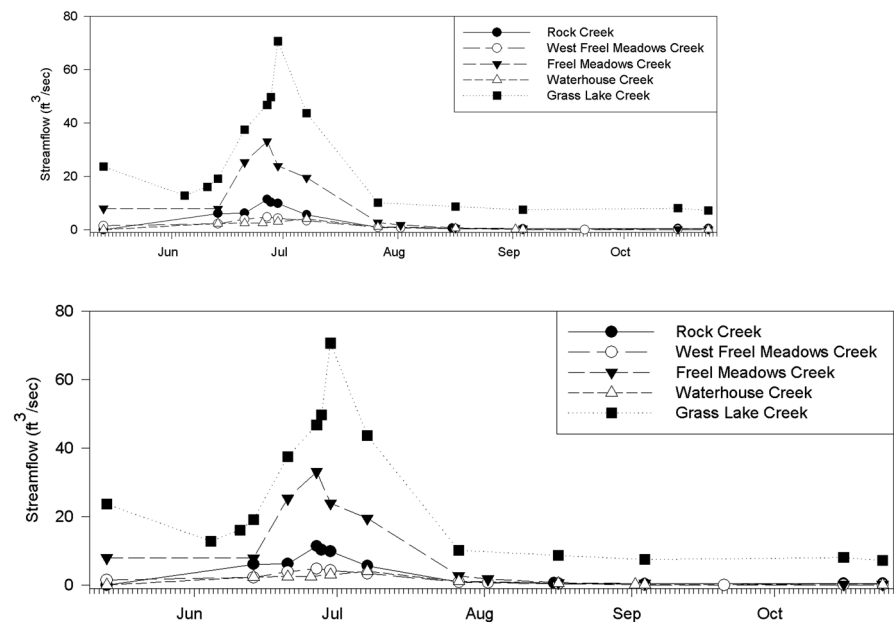 80
60
40
20
0
Streamflow (ft³/sec)
Rock Creek
West Freel Meadows Creek
Freel Meadows Creek
Waterhouse Creek
Grass Lake Creek
Jun Jul Aug Sep Oct
80
60
40
20
0
Streamflow (ft³/sec)
Rock Creek
West Freel Meadows Creek
Freel Meadows Creek
Waterhouse Creek
Grass Lake Creek
Jun Jul Aug Sep Oct